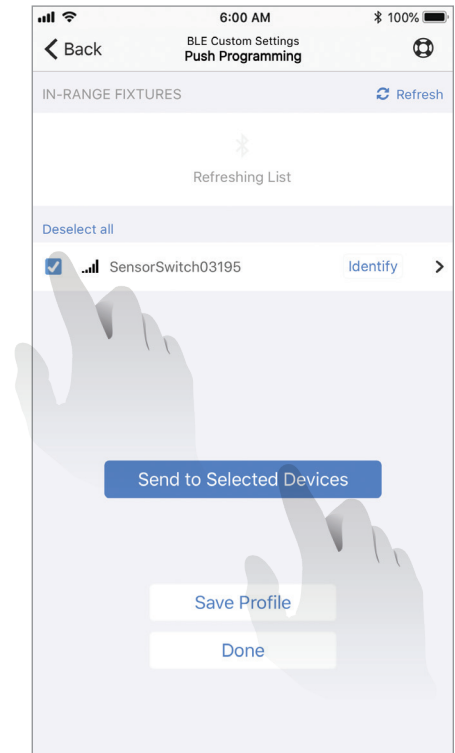 6:00 AM
100%
Back
BLE Custom Settings
Push Programming
IN-RANGE FIXTURES
Refresh
Refreshing List
Deselect all
SensorSwitch03195
Identify
Send to Selected Devices
Save Profile
Done